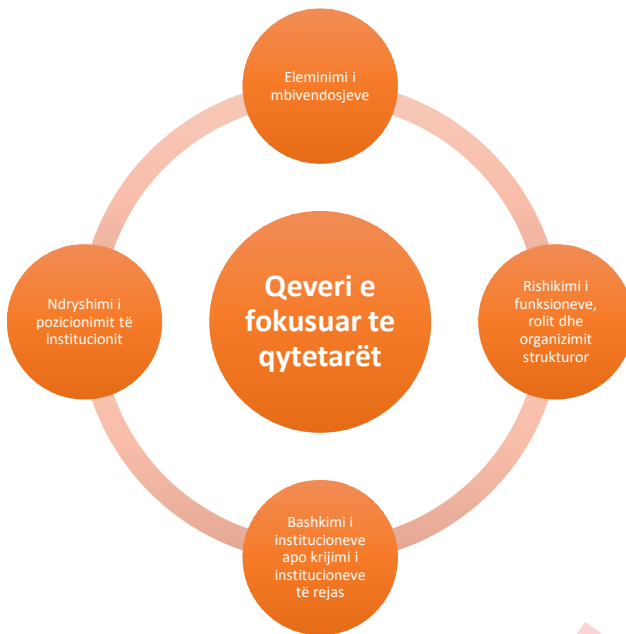 Eleminimi i
mbivendosjeve
Ndryshimi i
pozicionimit të
institucionit
Qeveri e
fokusuar te
qytetarët
Rishikimi i
funksioneve,
rolit dhe
organizimit
strukturor
Bashkimi i
institucioneve
apo krijimi i
institucioneve
të rejas